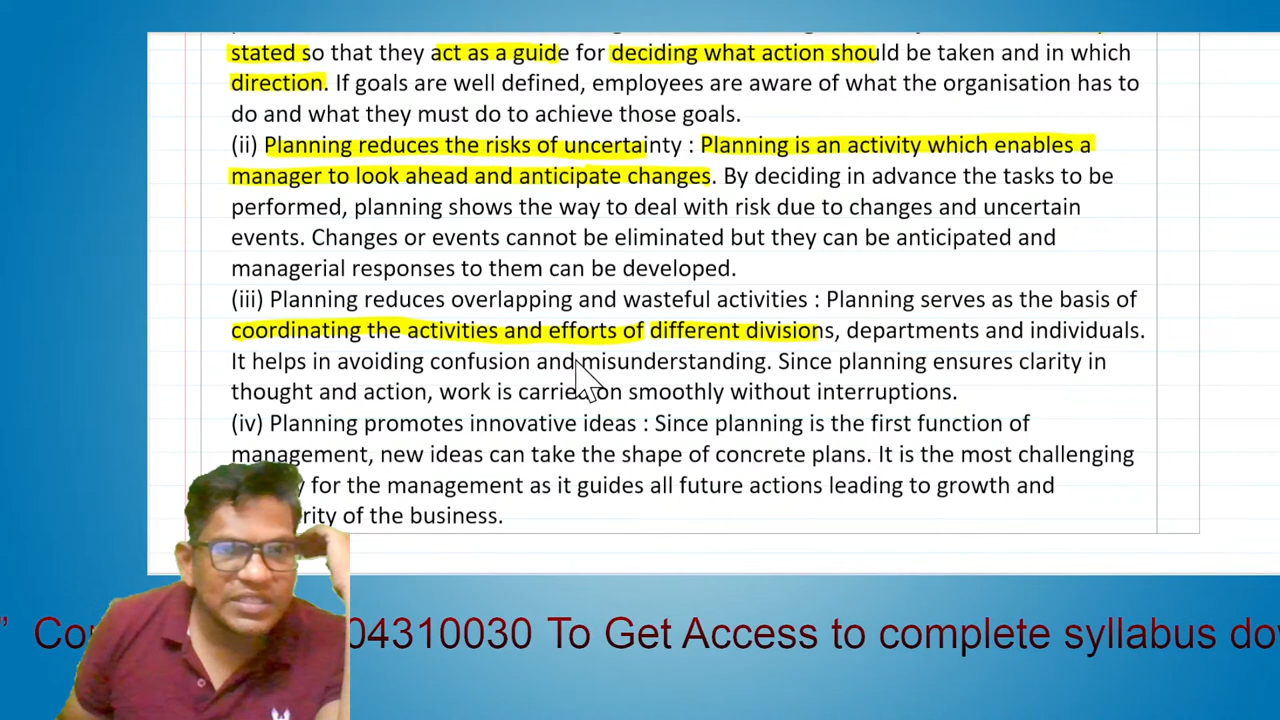 stated so that they act as a guide for deciding what action should be taken and in which
direction. If goals are well defined, employees are aware of what the organisation has to
do and what they must do to achieve those goals.
(ii) Planning reduces the risks of uncertainty : Planning is an activity which enables a
manager to look ahead and anticipate changes. By deciding in advance the tasks to be
performed, planning shows the way to deal with risk due to changes and uncertain
events. Changes or events cannot be eliminated but they can be anticipated and
managerial responses to them can be developed.
(iii) Planning reduces overlapping and wasteful activities : Planning serves as the basis of
coordinating the activities and efforts of different divisions, departments and individuals.
It helps in avoiding confusion and misunderstanding. Since planning ensures clarity in
thought and action, work is carried on smoothly without interruptions.
(iv) Planning promotes innovative ideas : Since planning is the first function of
management, new ideas can take the shape of concrete plans. It is the most challenging
for the management as it guides all future actions leading to growth and
of the business.
04310030 To Get Access to complete syllabus